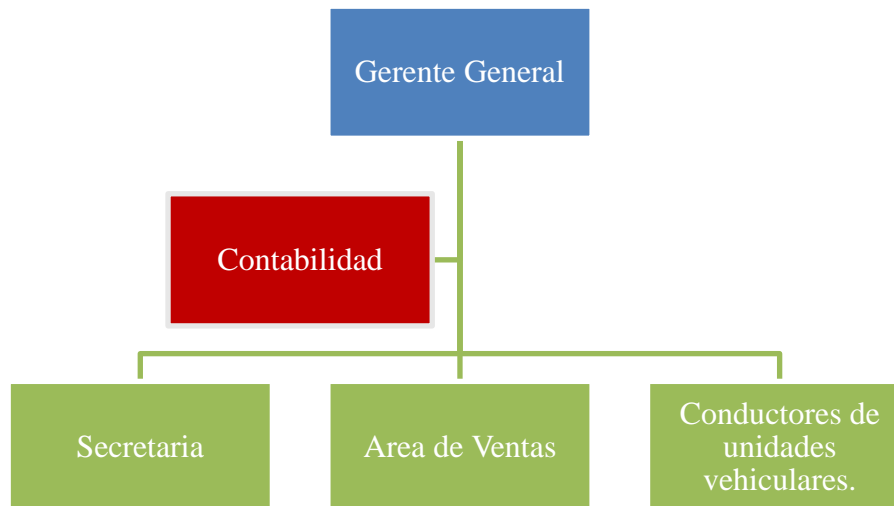 Gerente General
Contabilidad
Secretaria
Area de Ventas
Conductores de
unidades
vehiculares.